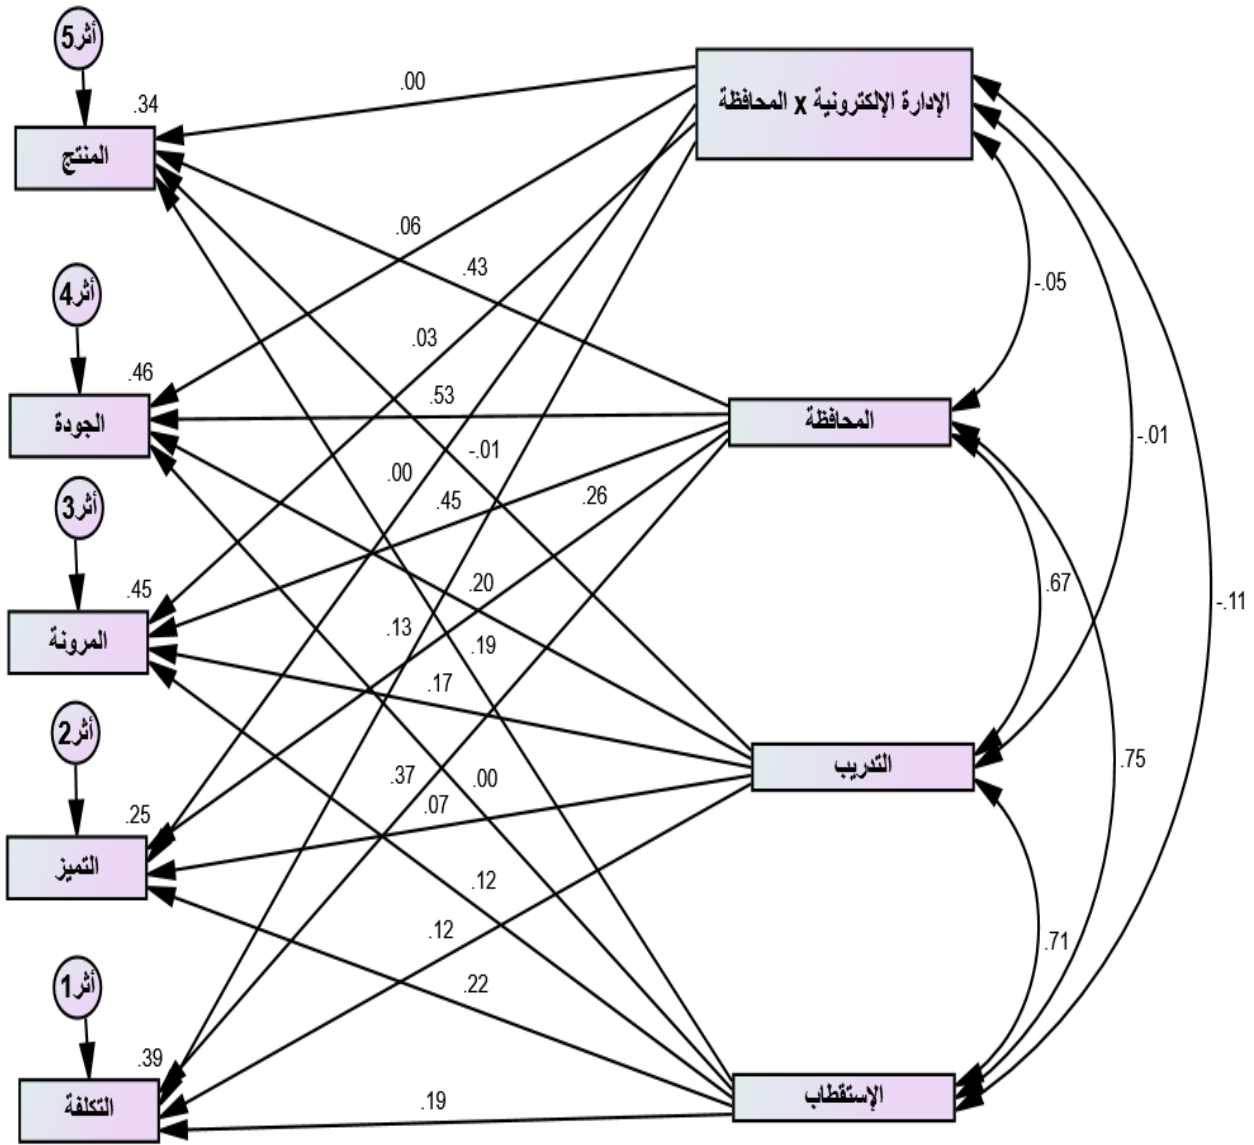 أثر5
.34
.00
الإدارة الإلكترونية x المحافظة
المنتج
.06
.43
أثر4
-.05
.03
.46
.53
المحافظة
الجودة
-.01
-.01
.00
.45
.26
أثر3
.45
.20
.67
-.11
المرونة
.13
.19
.17
أثر2
.75
التدريب
.37
.00
.07
.25
التميز
.12
.12
.71
.22
أثر1
.39
الإستقطاب
.19
التكلفة